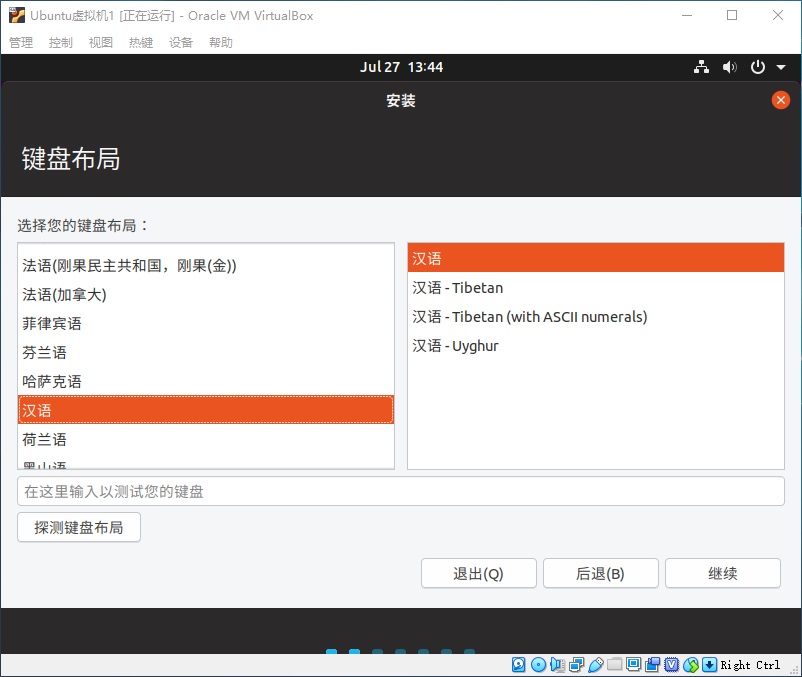 Ubuntu虚拟机1 [正在运行] - Oracle VM VirtualBox
管理 控制 视图 热键 设备 帮助
Jul 27 13:44
安装
键盘布局
选择您的键盘布局：
法语(刚果民主共和国，刚果(金))
法语(加拿大)
菲律宾语
芬兰语
哈萨克语
汉语
荷兰语
黑山语
汉语
汉语 - Tibetan
汉语 - Tibetan (with ASCII numerals)
汉语 - Uyghur
在这里输入以测试您的键盘
探测键盘布局
退出(Q) 后退(B) 继续
Right Ctrl